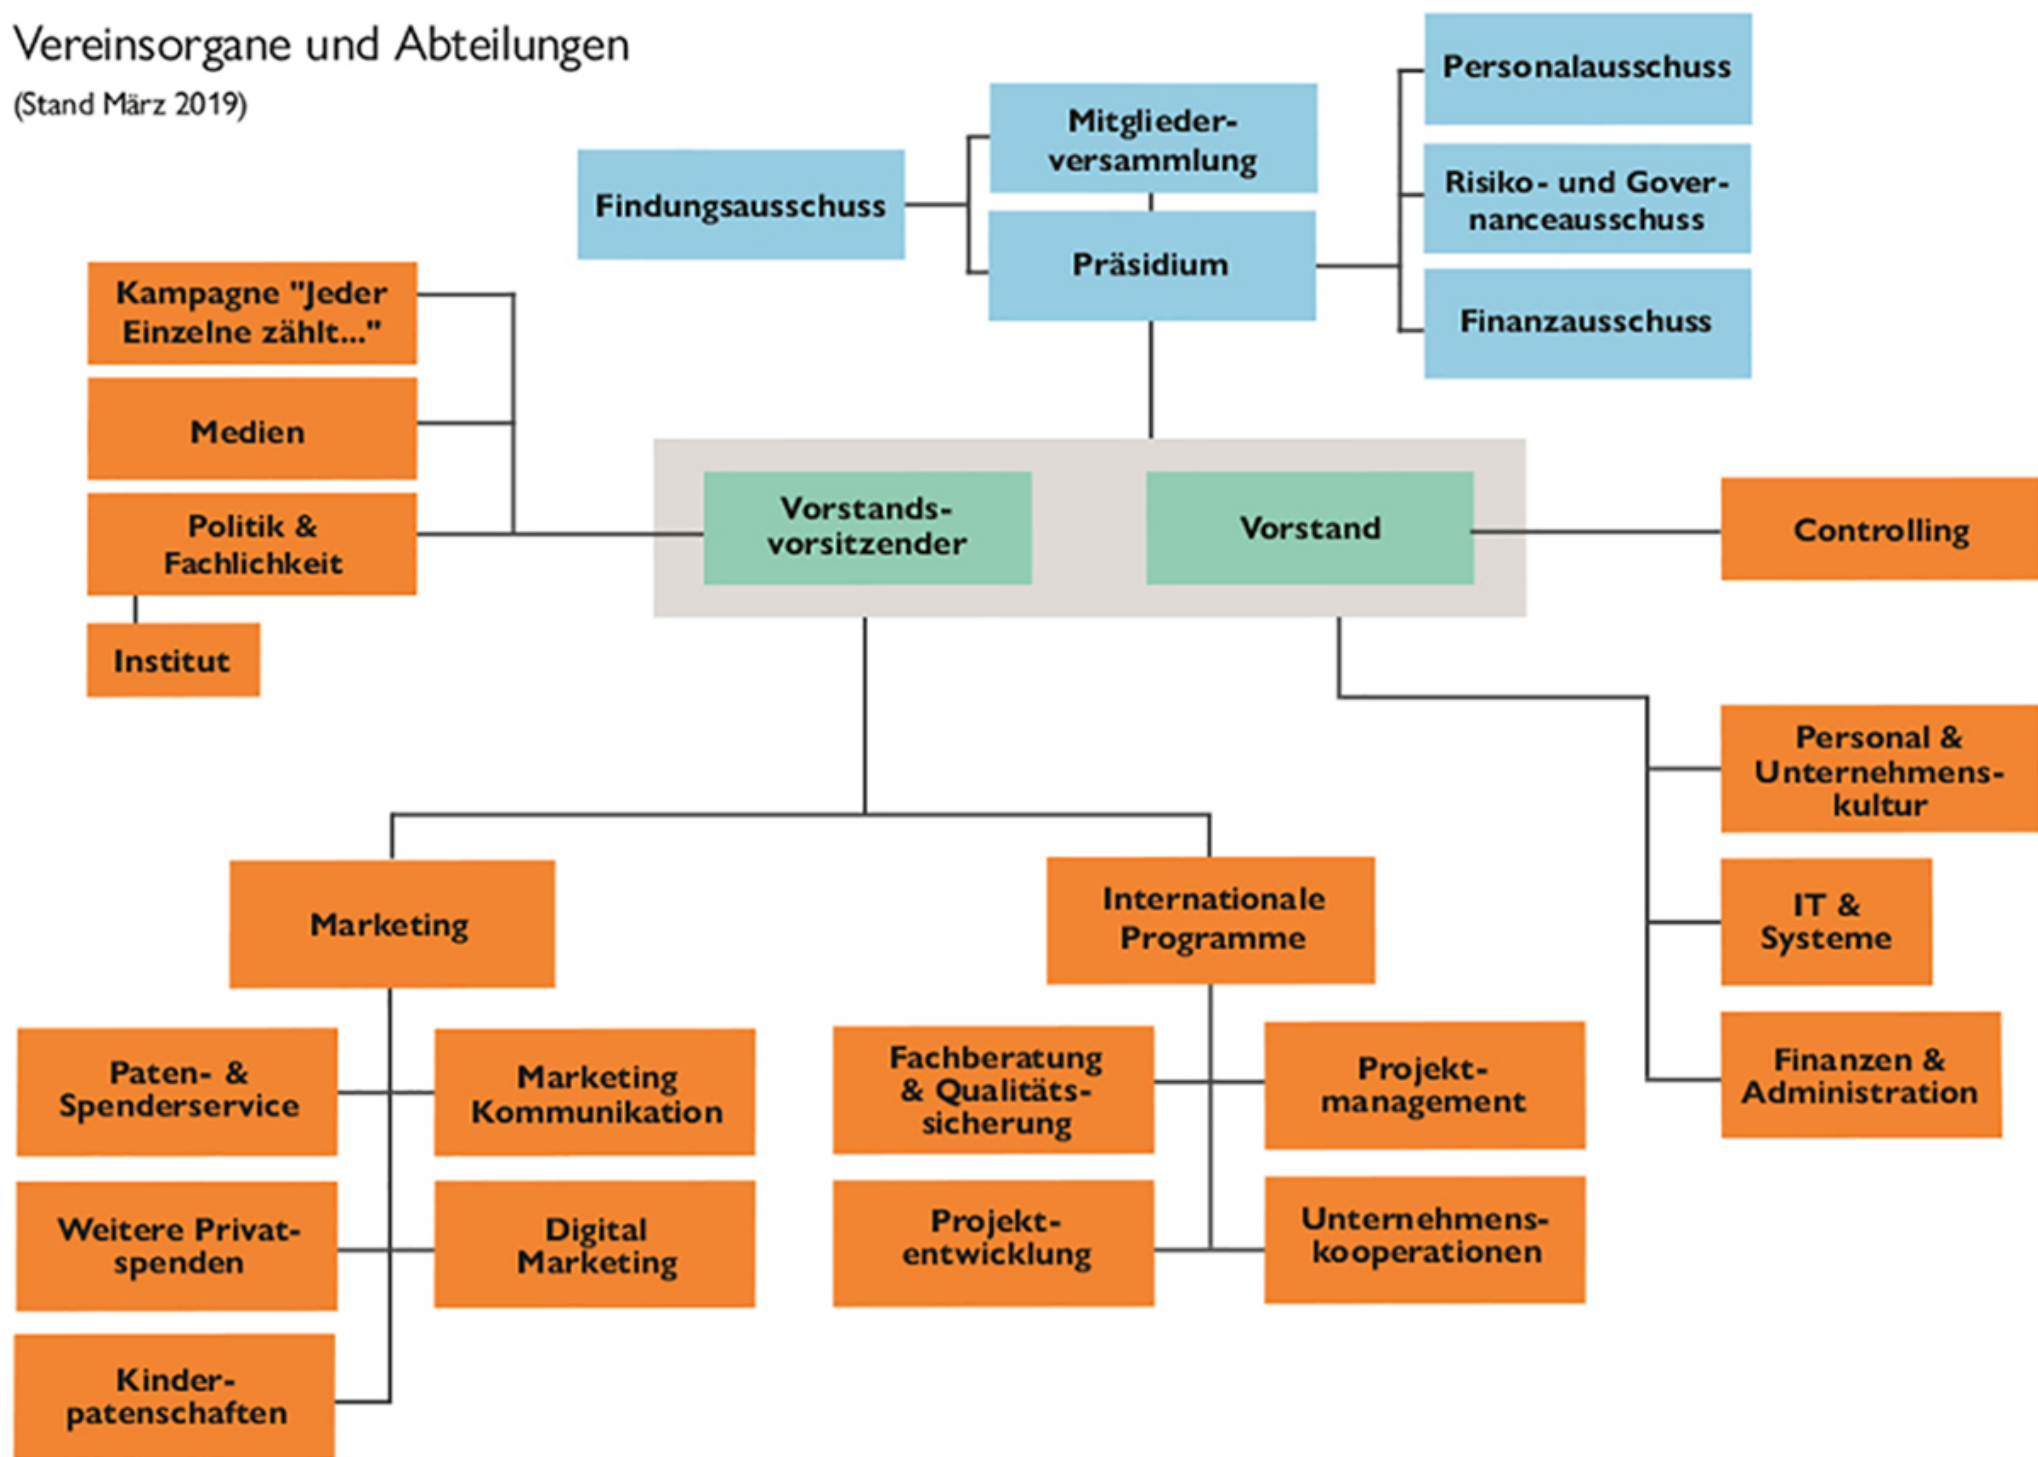 Vereinsorgane und Abteilungen
(Stand März 2019)
Personalausschuss
Mitglieder-
versammlung
Findungsausschuss
Risiko- und Gover-
nanceausschuss
Präsidium
Finanzausschuss
Kampagne "Jeder
Einzelne zählt..."
Medien
Politik &
Fachlichkeit
Institut
Vorstands-
vorsitzender
Vorstand
Controlling
Personal &
Unternehmens-
kultur
IT &
Systeme
Finanzen &
Administration
Marketing
Internationale
Programme
Paten- &
Spenderservice
Marketing
Kommunikation
Weitere Privat-
spenden
Digital
Marketing
Kinder-
patenschaften
Fachberatung
& Qualitäts-
sicherung
Projekt-
management
Projekt-
entwicklung
Unternehmens-
kooperationen